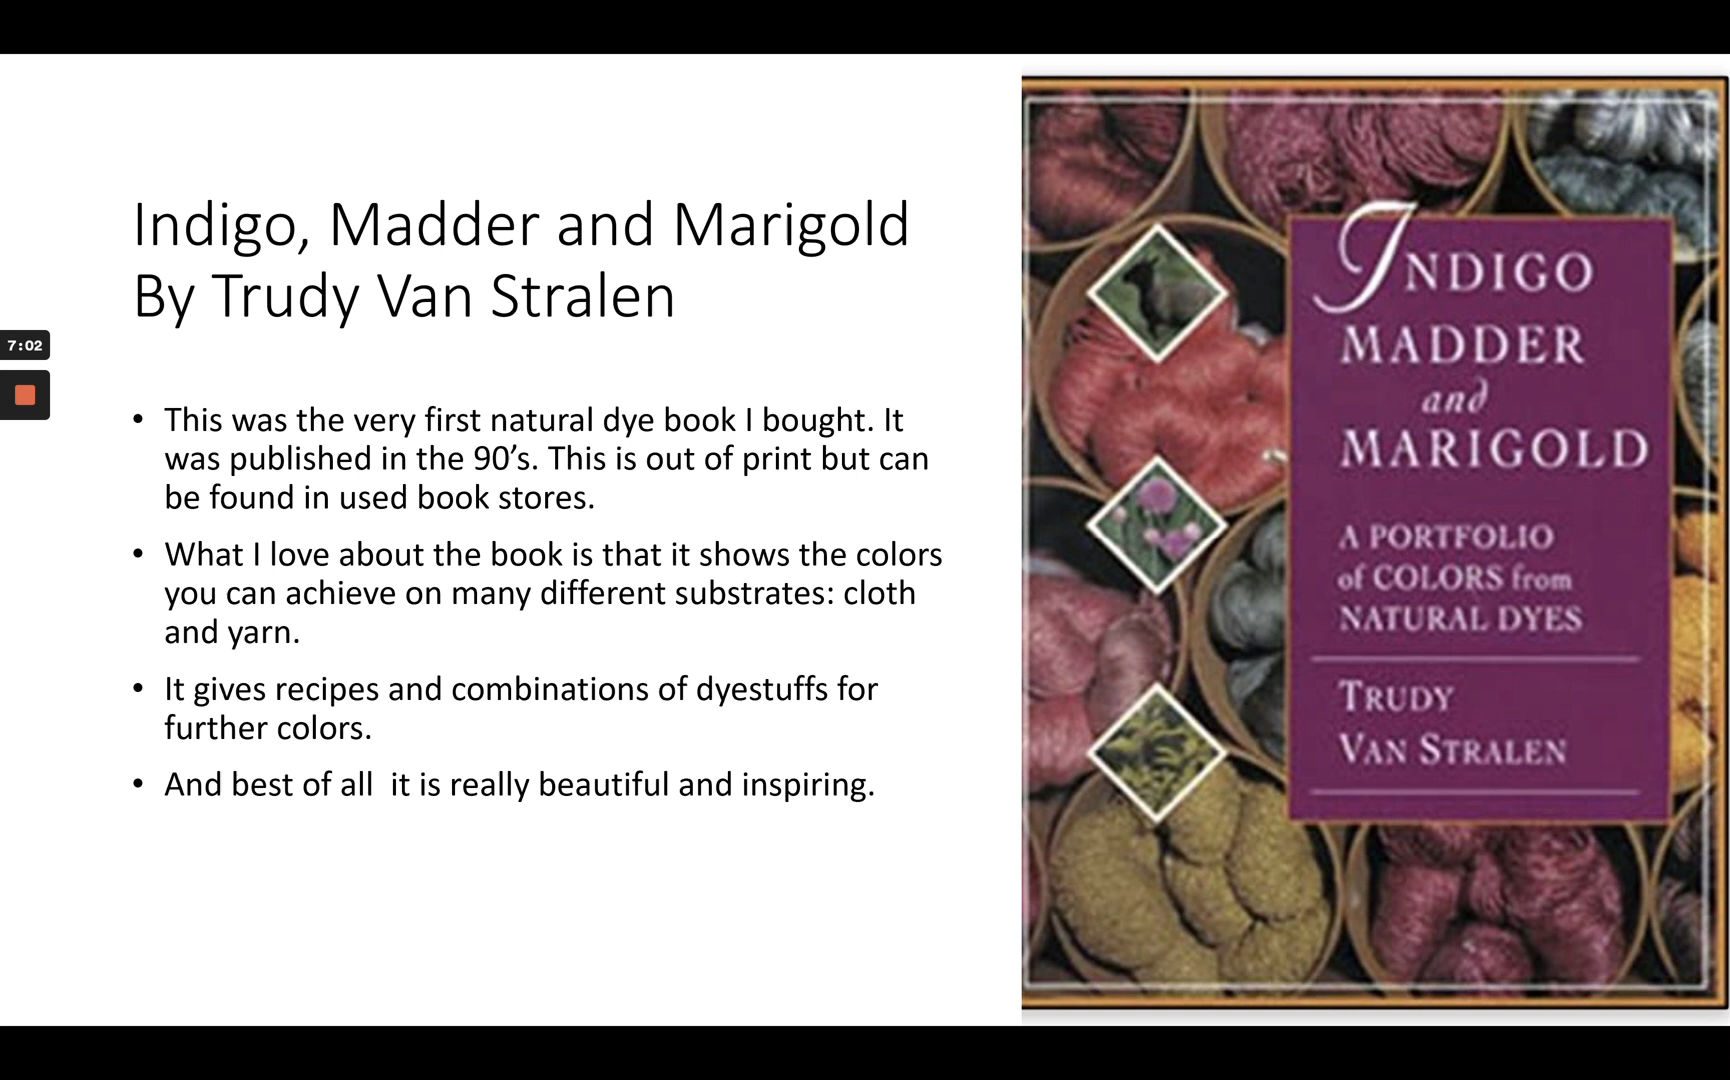 Indigo, Madder and Marigold
By Trudy Van Stralen
7:02
• This was the very first natural dye book I bought. It
was published in the 90’s. This is out of print but can
be found in used book stores.
• What I love about the book is that it shows the colors
you can achieve on many different substrates: cloth
and yarn.
• It gives recipes and combinations of dyestuffs for
further colors.
• And best of all  it is really beautiful and inspiring.
INDIGO
MADDER
and
MARIGOLD
A PORTFOLIO
of COLORS from
NATURAL DYES
TRUDY
VAN STRALEN